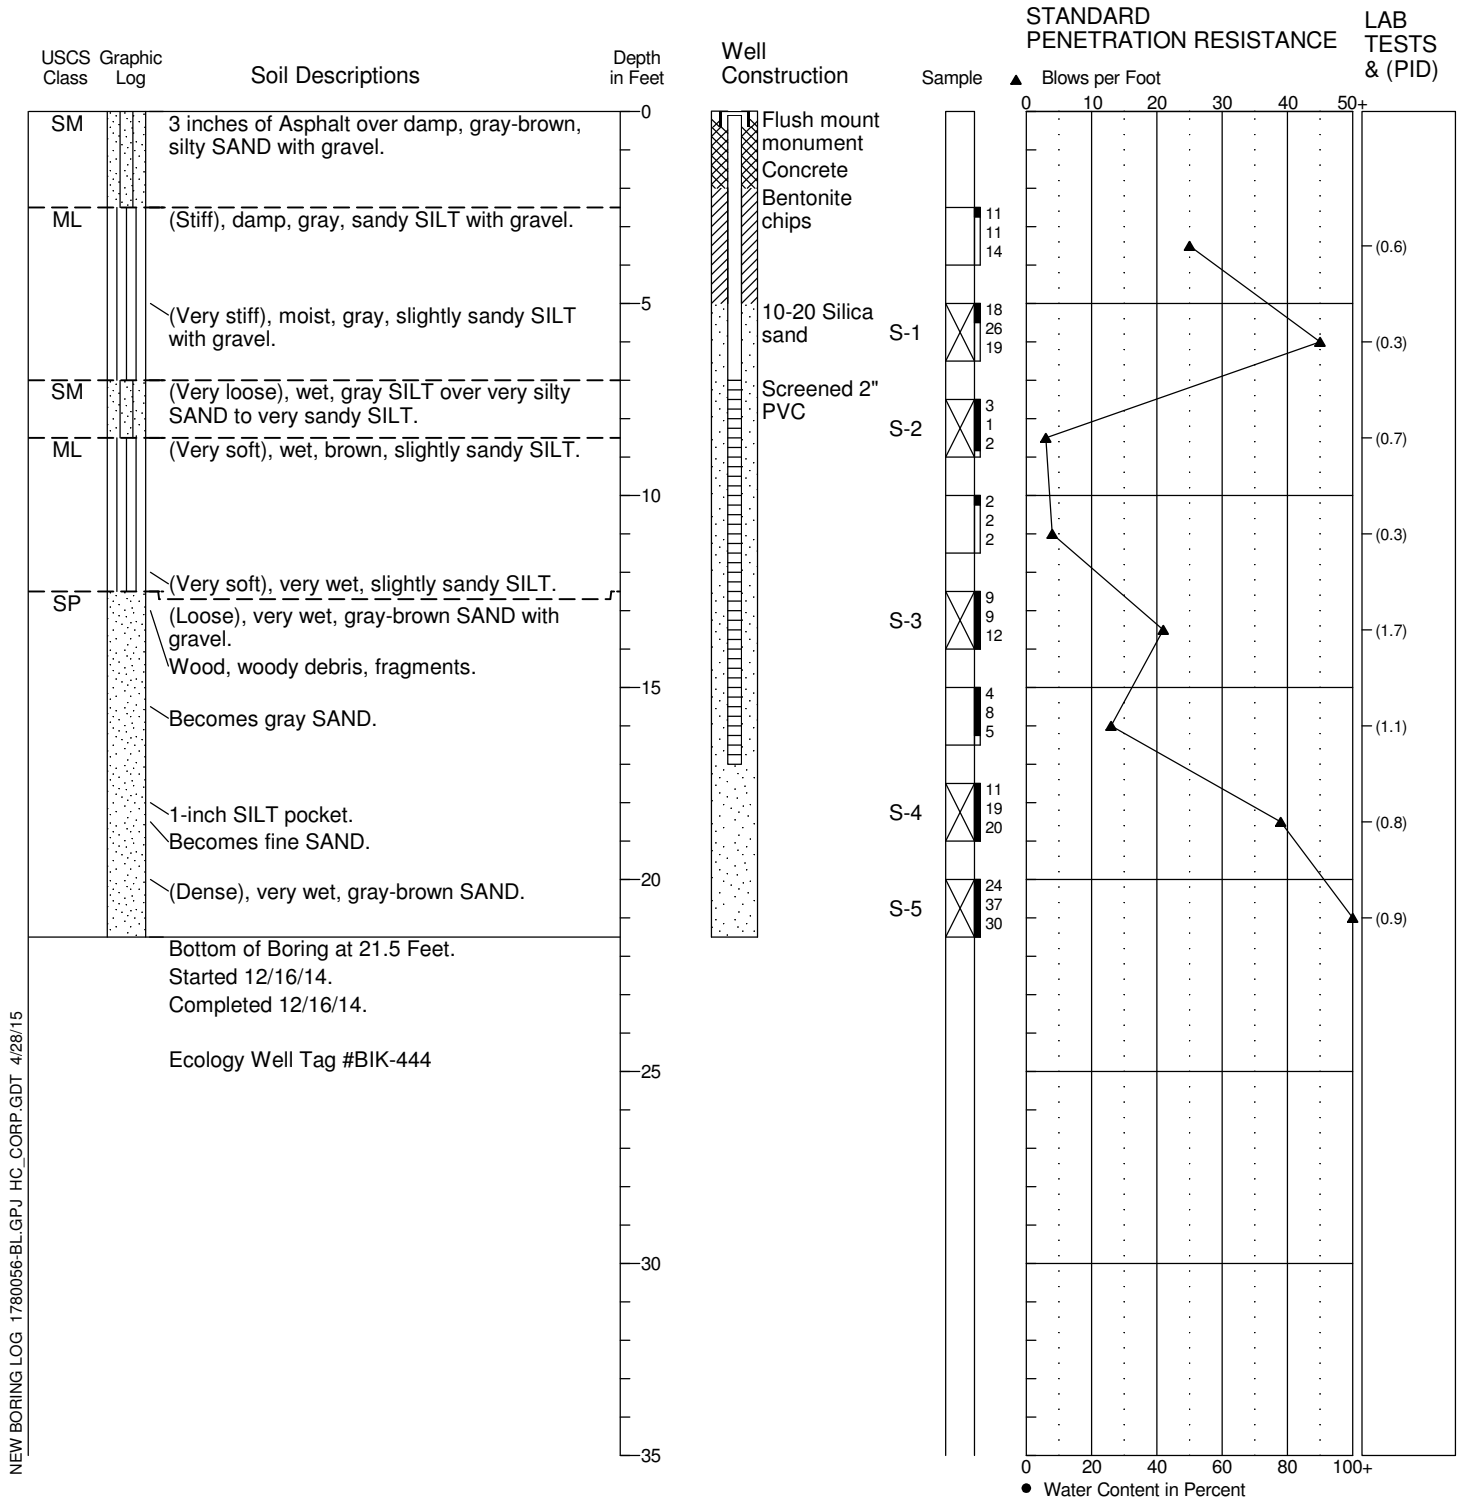 STANDARD
PENETRATION RESISTANCE
LAB
TESTS
& (PID)
USCS Graphic
Class Log
Soil Descriptions
Depth
in Feet
Well
Construction
Sample
▲ Blows per Foot
0 10 20 30 40 50+
0
SM
3 inches of Asphalt over damp, gray-brown,
silty SAND with gravel.
Flush mount
monument
Concrete
Bentonite
chips
ML
(Stiff), damp, gray, sandy SILT with gravel.
11
11
14
(0.6)
5
(Very stiff), moist, gray, slightly sandy SILT
with gravel.
10-20 Silica
sand
S-1
18
26
19
(0.3)
SM
(Very loose), wet, gray SILT over very silty
SAND to very sandy SILT.
Screened 2"
PVC
S-2
3
1
2
(0.7)
ML
(Very soft), wet, brown, slightly sandy SILT.
10
2
2
2
(0.3)
(Very soft), very wet, slightly sandy SILT.
SP
(Loose), very wet, gray-brown SAND with
gravel.
Wood, woody debris, fragments.
S-3
9
9
12
(1.7)
15
Becomes gray SAND.
4
8
5
(1.1)
1-inch SILT pocket.
Becomes fine SAND.
S-4
11
19
20
(0.8)
20
(Dense), very wet, gray-brown SAND.
S-5
24
37
30
(0.9)
Bottom of Boring at 21.5 Feet.
Started 12/16/14.
Completed 12/16/14.
Ecology Well Tag #BIK-444
25
30
35
0 20 40 60 80 100+
● Water Content in Percent
NEW BORING LOG 1780056-BL.GPJ HC_CORP.GDT 4/28/15